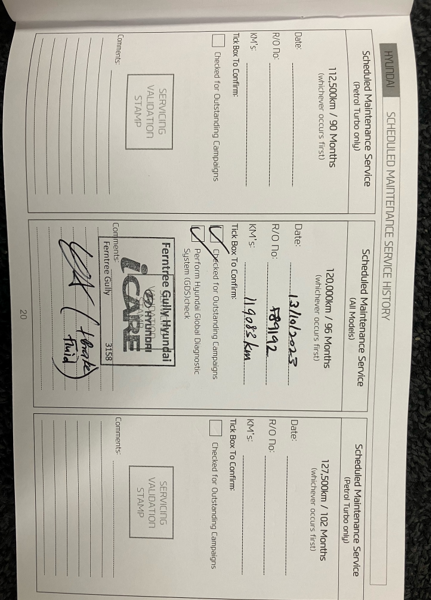 HYUNDAI SCHEDULED MAINTENANCE SERVICE HISTORY
Scheduled Maintenance Service
(Petrol Turbo only)
112,500km / 90 Months
(whichever occurs first)
Date:
R/O no:
KM's:
Tick Box To Confirm:
Checked for Outstanding Campaigns
SERVICING
VALIDATION
STAMP
Comments:
Scheduled Maintenance Service
(All Models)
120,000km / 96 Months
(whichever occurs first)
Date: 13/10/2023
R/O no: F89192
KM's: 119088 km
Tick Box To Confirm:
Checked for Outstanding Campaigns
Perform Hyundai Global Diagnostic
System (GDS)check
Ferntree Gully Hyundai
HYUNDAI
iCARE
Ferntree Gully 3158
Comments:
(+ brake
fluid)
Scheduled Maintenance Service
(Petrol Turbo only)
127,500km / 102 Months
(whichever occurs first)
Date:
R/O no:
KM's:
Tick Box To Confirm:
Checked for Outstanding Campaigns
SERVICING
VALIDATION
STAMP
Comments:
20